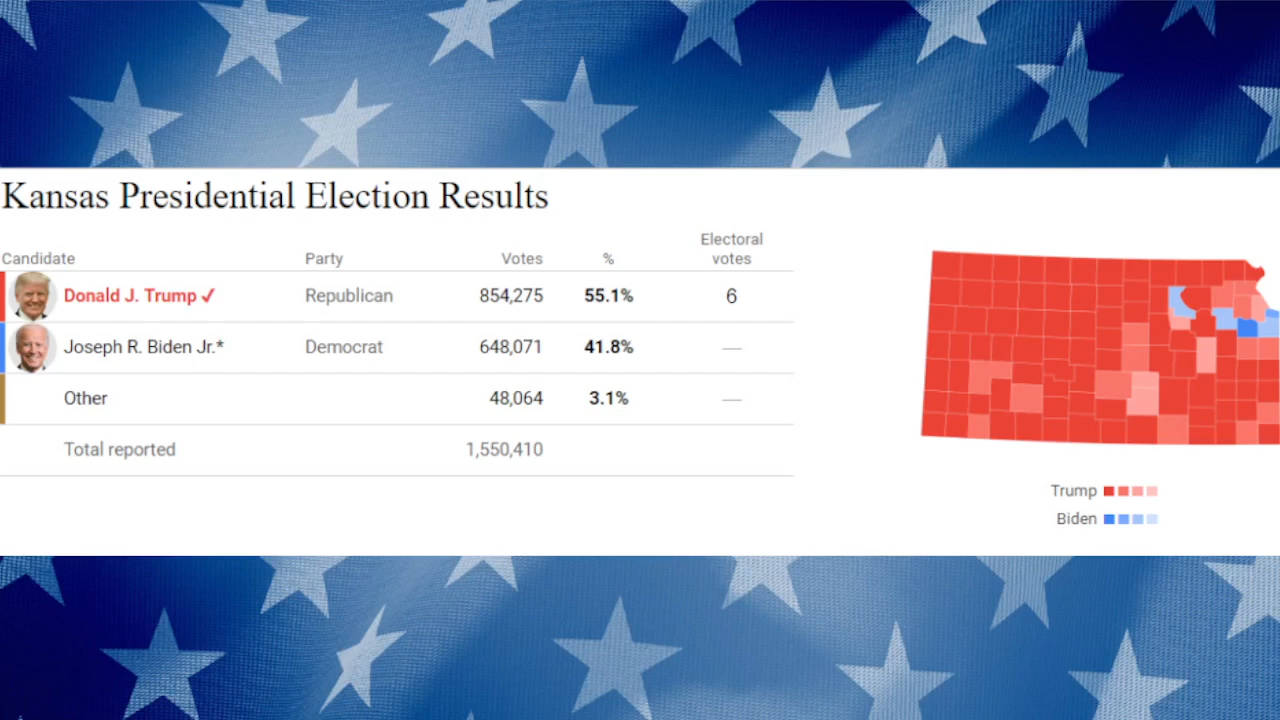 Kansas Presidential Election Results
Candidate Party Votes % Electoral votes
Donald J. Trump ✓ Republican 854,275 55.1% 6
Joseph R. Biden Jr.* Democrat 648,071 41.8% —
Other 48,064 3.1% —
Total reported 1,550,410
Trump
Biden